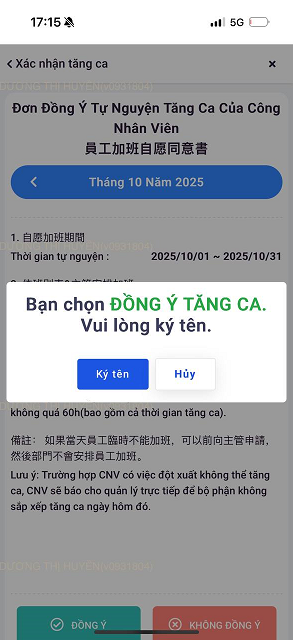 17:15
5G
Xác nhận tăng ca
Đơn Đồng Ý Tự Nguyện Tăng Ca Của Công
Nhân Viên
員工加班自愿同意書
Tháng 10 Năm 2025
1. 自愿加班期間
Thời gian tự nguyện : 2025/10/01 ~ 2025/10/31
Bạn chọn ĐỒNG Ý TĂNG CA.
Vui lòng ký tên.
Ký tên
Hủy
không quá 60h(bao gồm cả thời gian tăng ca).
備註： 如果當天員工臨時不能加班，可以前向主管申請，
然後部門不會安排員工加班。
Lưu ý: Trường hợp CNV có việc đột xuất không thể tăng
ca, CNV sẽ báo cho quản lý trực tiếp để bộ phận không
sắp xếp tăng ca ngày hôm đó.
ĐỒNG Ý
KHÔNG ĐỒNG Ý